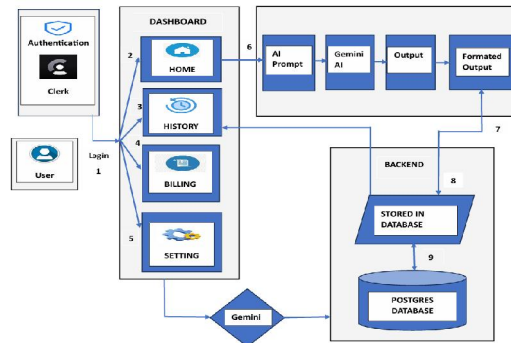 DASHBOARD
Authentication
Clerk
User
Login
1
2
HOME
3
HISTORY
4
BILLING
5
SETTING
6
AI
Prompt
Gemini
AI
Output
Formated
Output
7
BACKEND
8
STORED IN
DATABASE
9
POSTGRES
DATABASE
Gemini